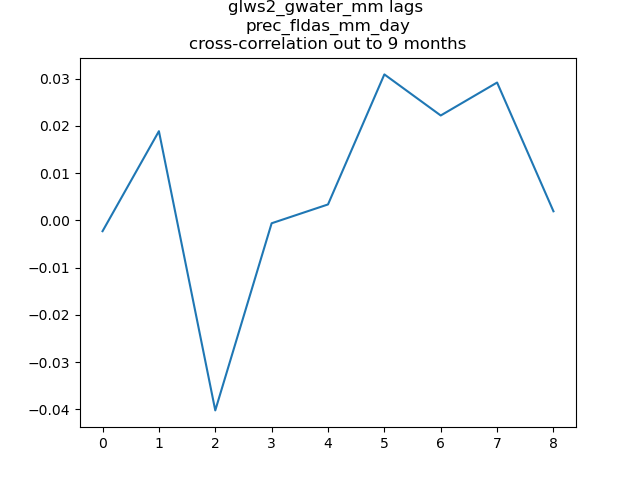 glws2_gwater_mm lags
prec_fldas_mm_day
cross-correlation out to 9 months
0.03
0.02
0.01
0.00
−0.01
−0.02
−0.03
−0.04
0 1 2 3 4 5 6 7 8